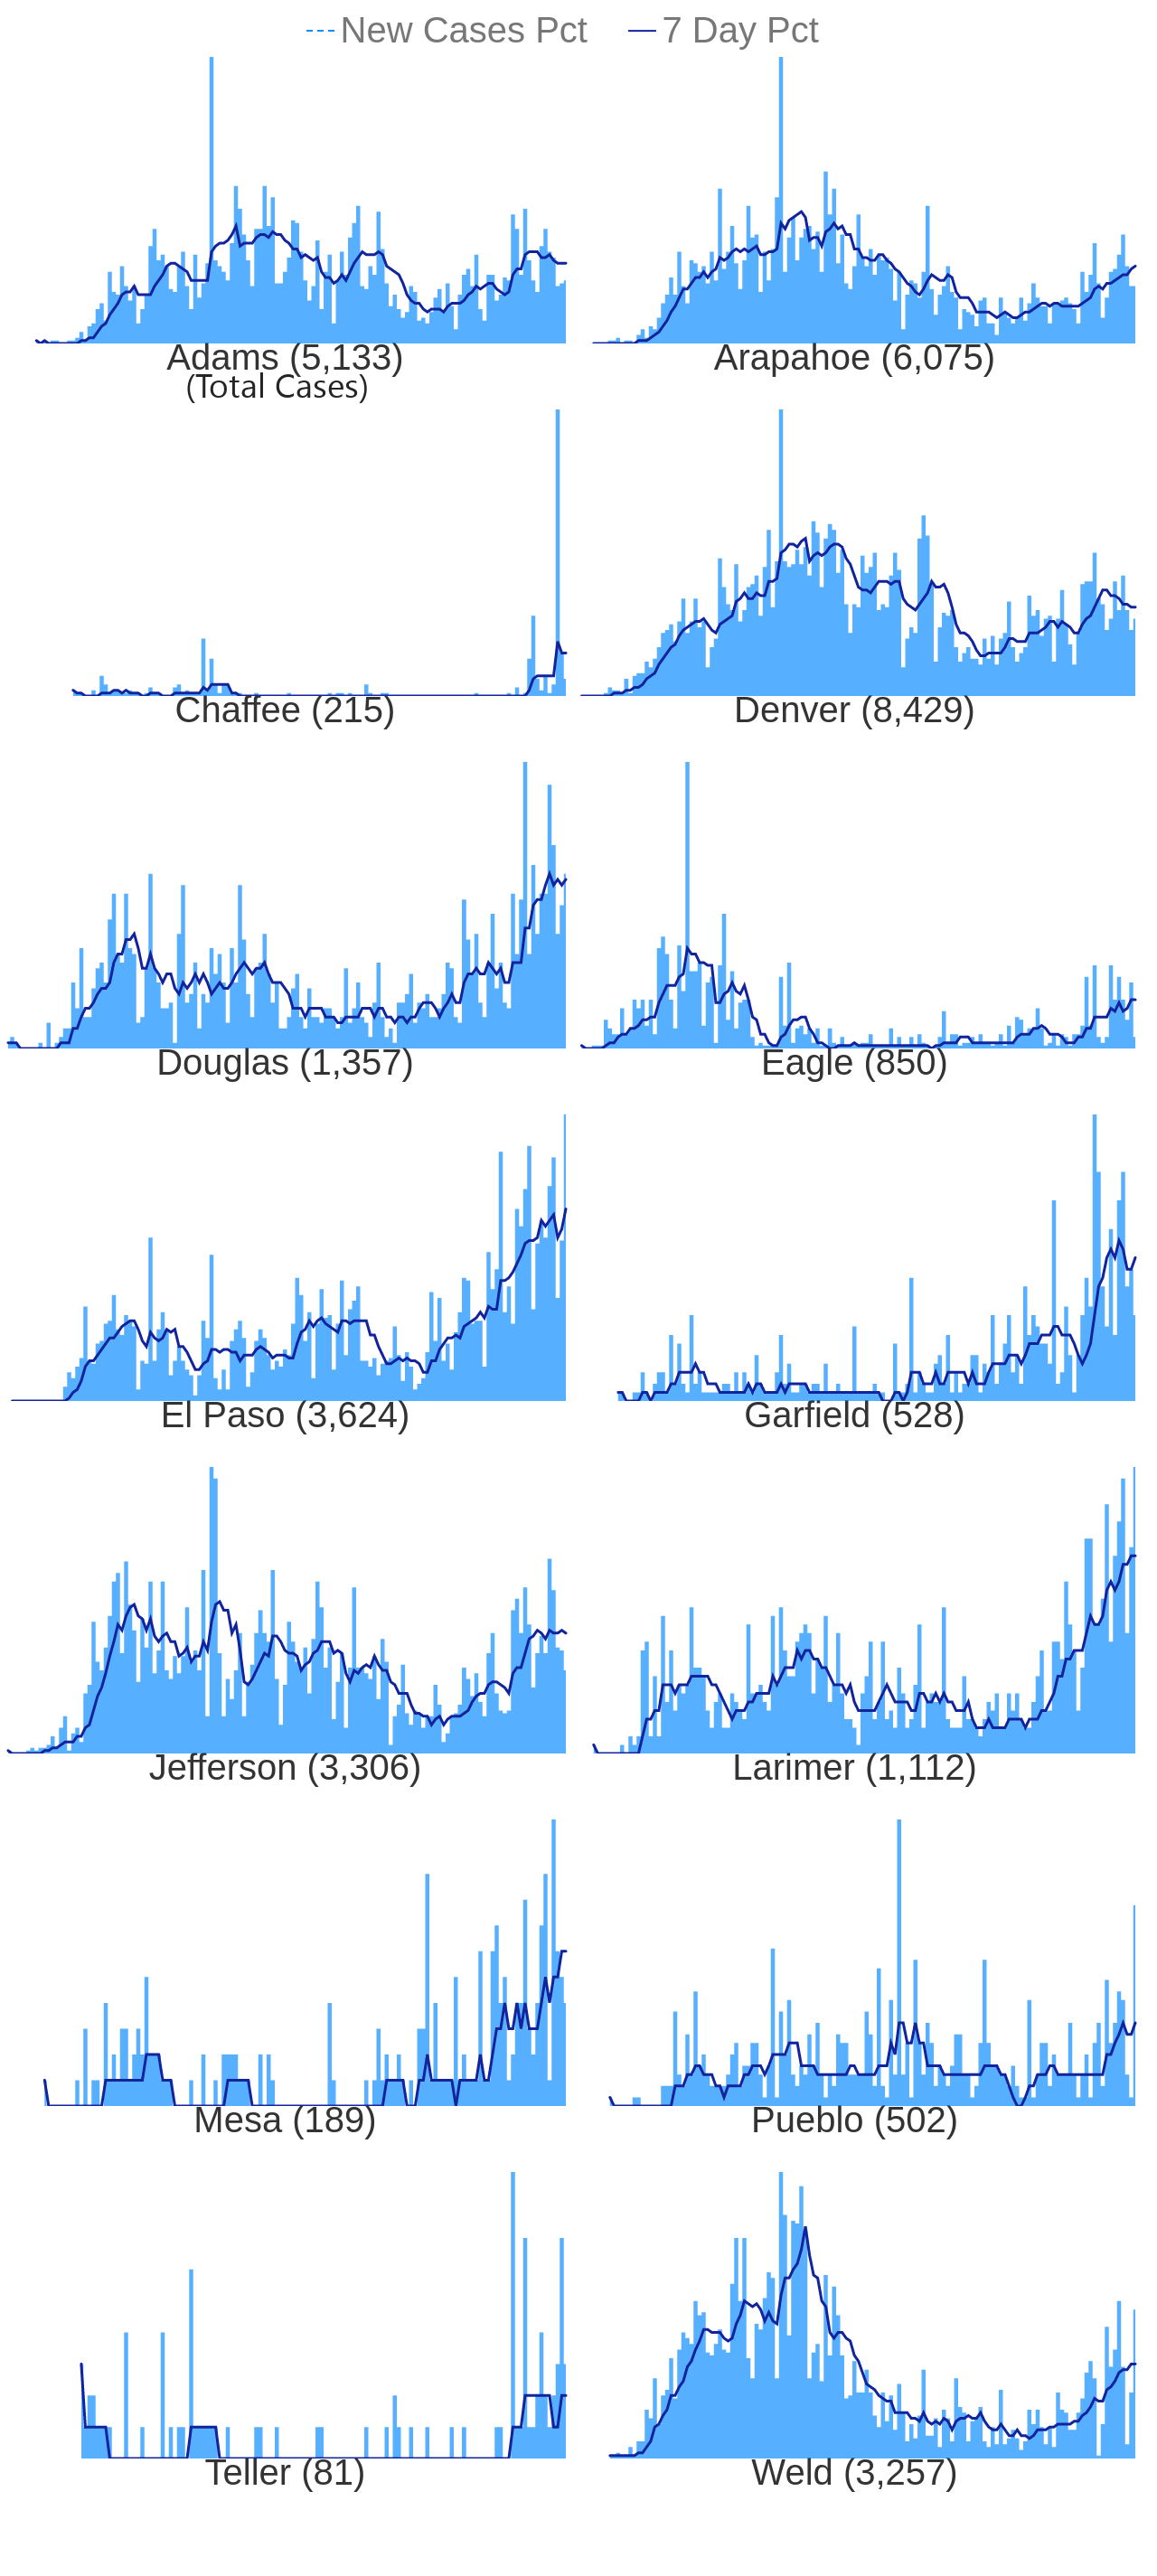 New Cases Pct 7 Day Pct
Adams (5,133) Arapahoe (6,075)
(Total Cases)
Chaffee (215) Denver (8,429)
Douglas (1,357) Eagle (850)
El Paso (3,624) Garfield (528)
Jefferson (3,306) Larimer (1,112)
Mesa (189) Pueblo (502)
Teller (81) Weld (3,257)